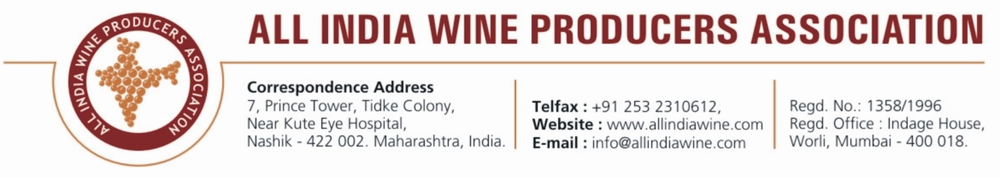 ALL INDIA WINE PRODUCERS ASSOCIATION
ALL INDIA WINE PRODUCERS ASSOCIATION
Correspondence Address
7, Prince Tower, Tidke Colony,
Near Kute Eye Hospital,
Nashik - 422 002. Maharashtra, India.
Telfax : +91 253 2310612,
Website : www.allindiawine.com
E-mail : info@allindiawine.com
Regd. No.: 1358/1996
Regd. Office : Indage House,
Worli, Mumbai - 400 018.